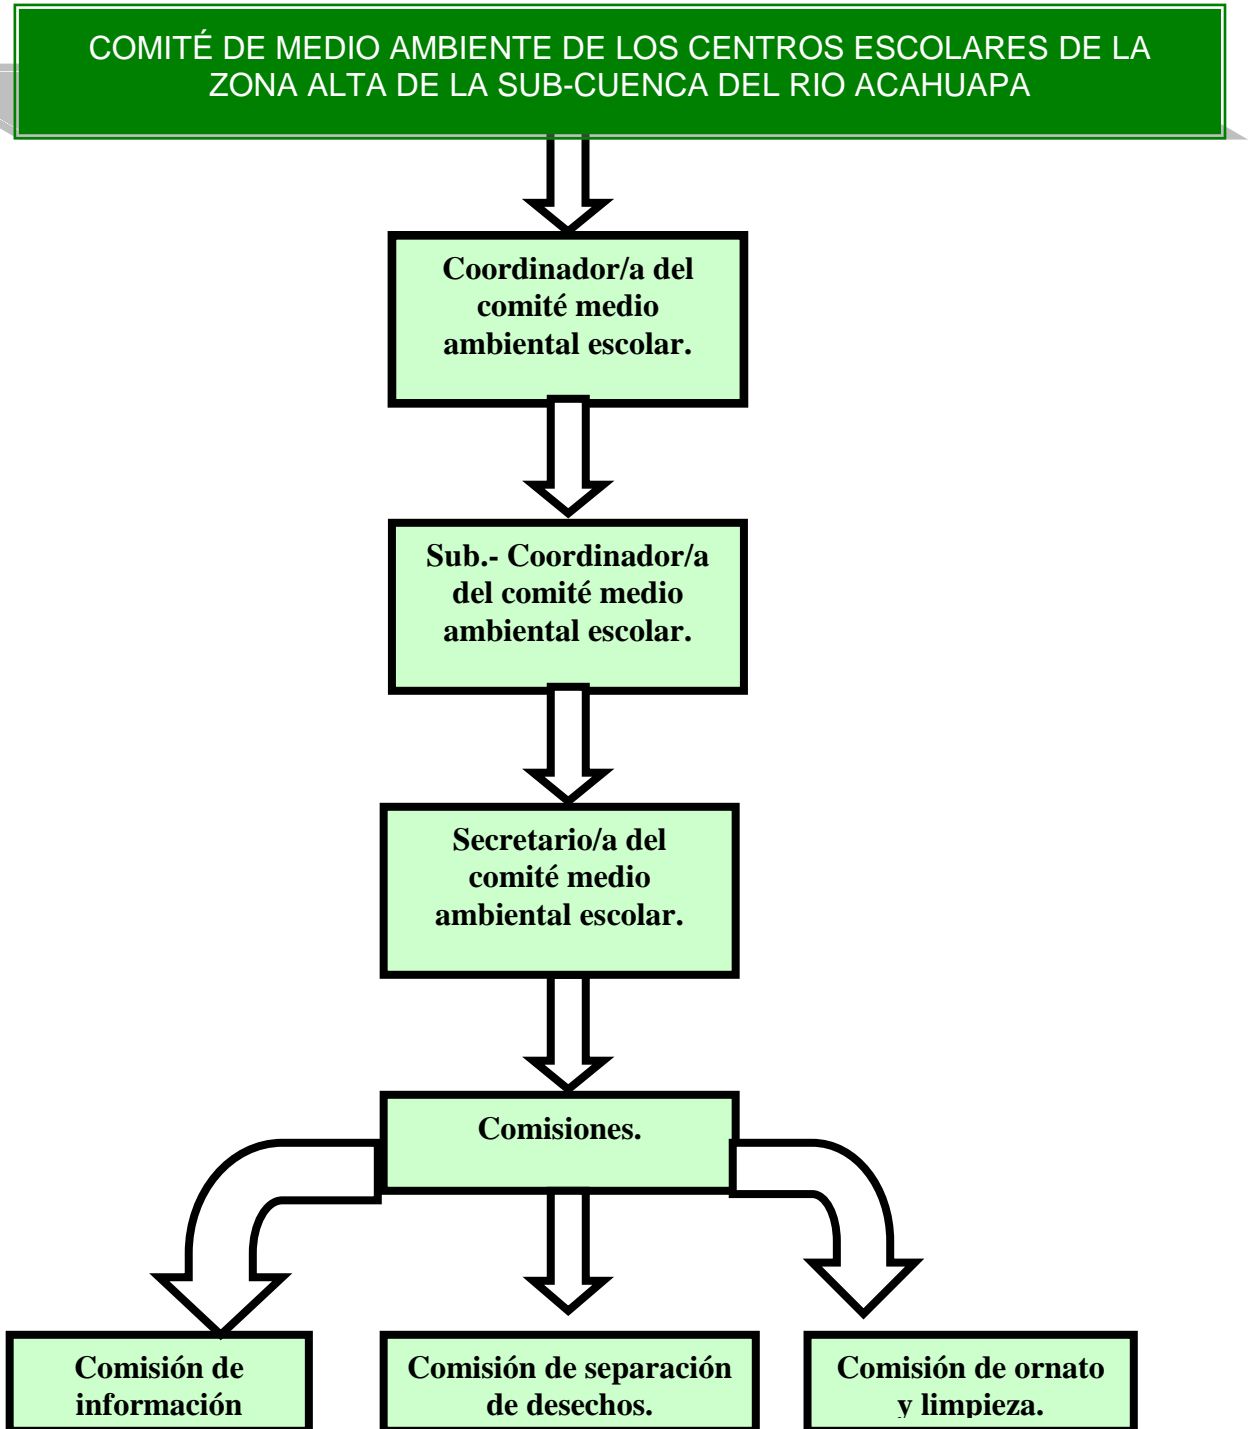 COMITÉ DE MEDIO AMBIENTE DE LOS CENTROS ESCOLARES DE LA
ZONA ALTA DE LA SUB-CUENCA DEL RIO ACAHUAPA
Coordinador/a del
comité medio
ambiental escolar.
Sub.- Coordinador/a
del comité medio
ambiental escolar.
Secretario/a del
comité medio
ambiental escolar.
Comisiones.
Comisión de
información
Comisión de separación
de desechos.
Comisión de ornato
y limpieza.